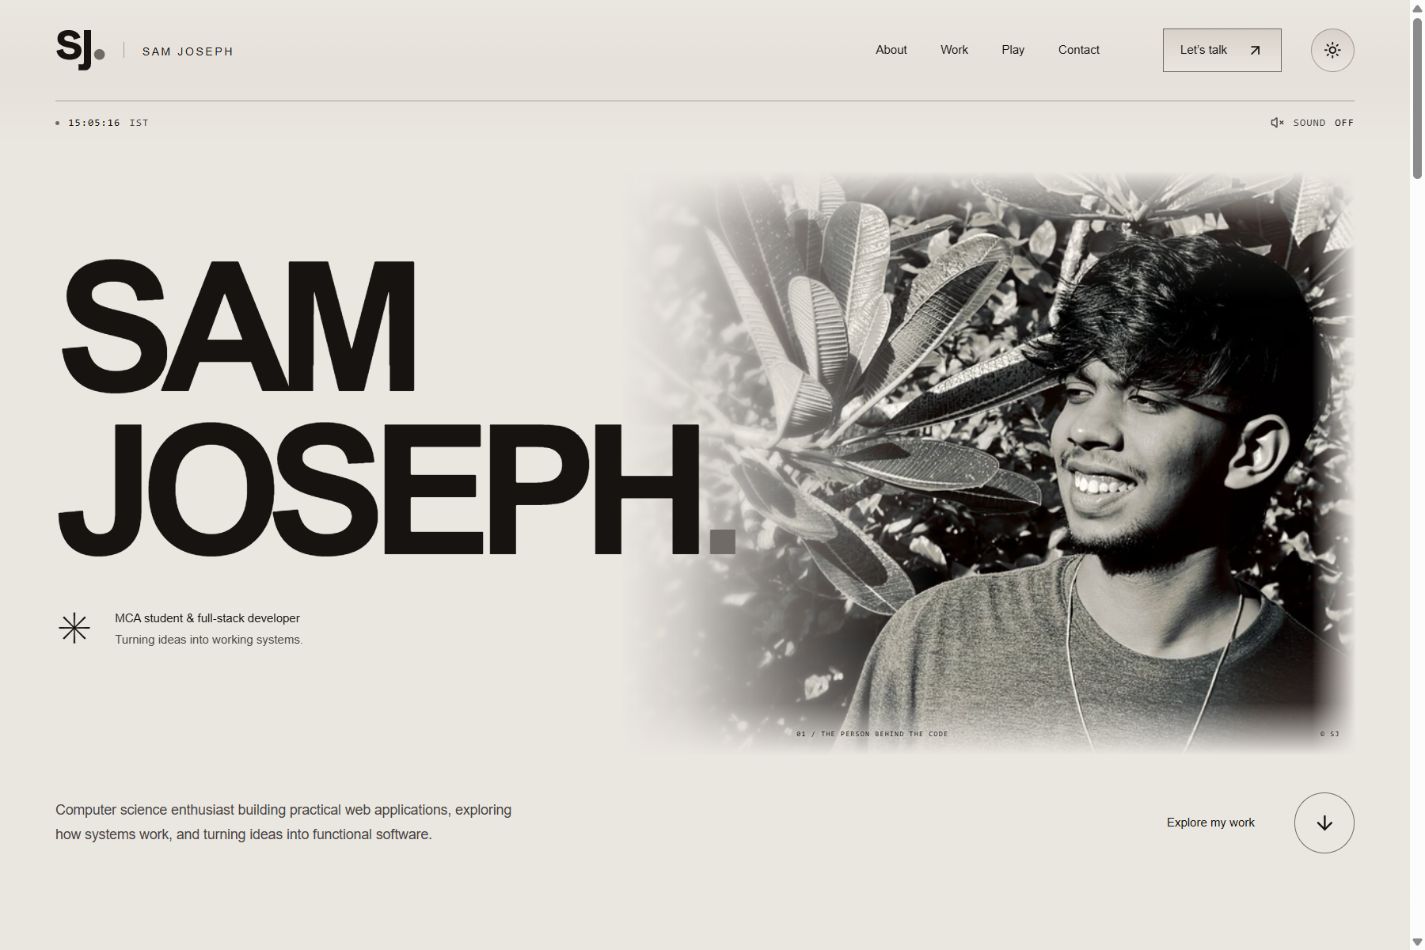 SJ.
SAM JOSEPH
About
Work
Play
Contact
Let's talk
15:05:16 IST
SOUND OFF
SAM
JOSEPH.
MCA student & full-stack developer
Turning ideas into working systems.
01 / THE PERSON BEHIND THE CODE
© SJ
Computer science enthusiast building practical web applications, exploring
how systems work, and turning ideas into functional software.
Explore my work